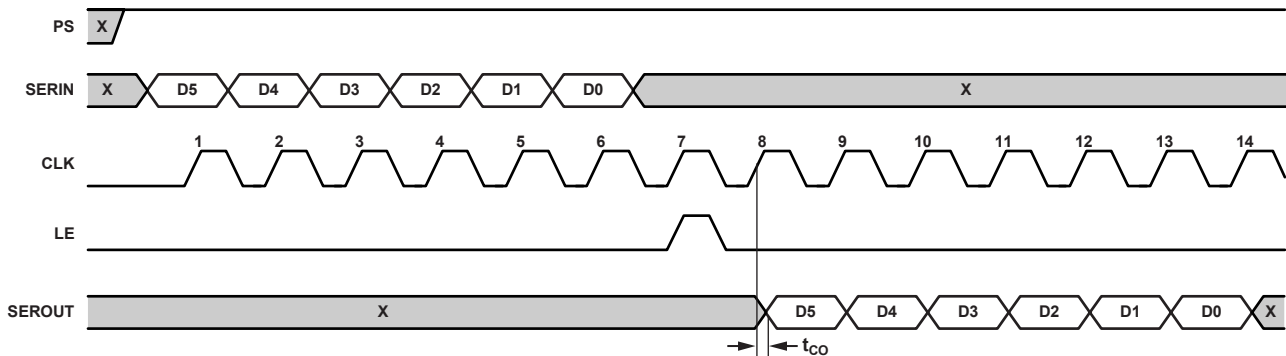 PS X
SERIN X D5 D4 D3 D2 D1 D0 X
1 2 3 4 5 6 7 8 9 10 11 12 13 14
CLK
LE
SEROUT X D5 D4 D3 D2 D1 D0 X
tCO